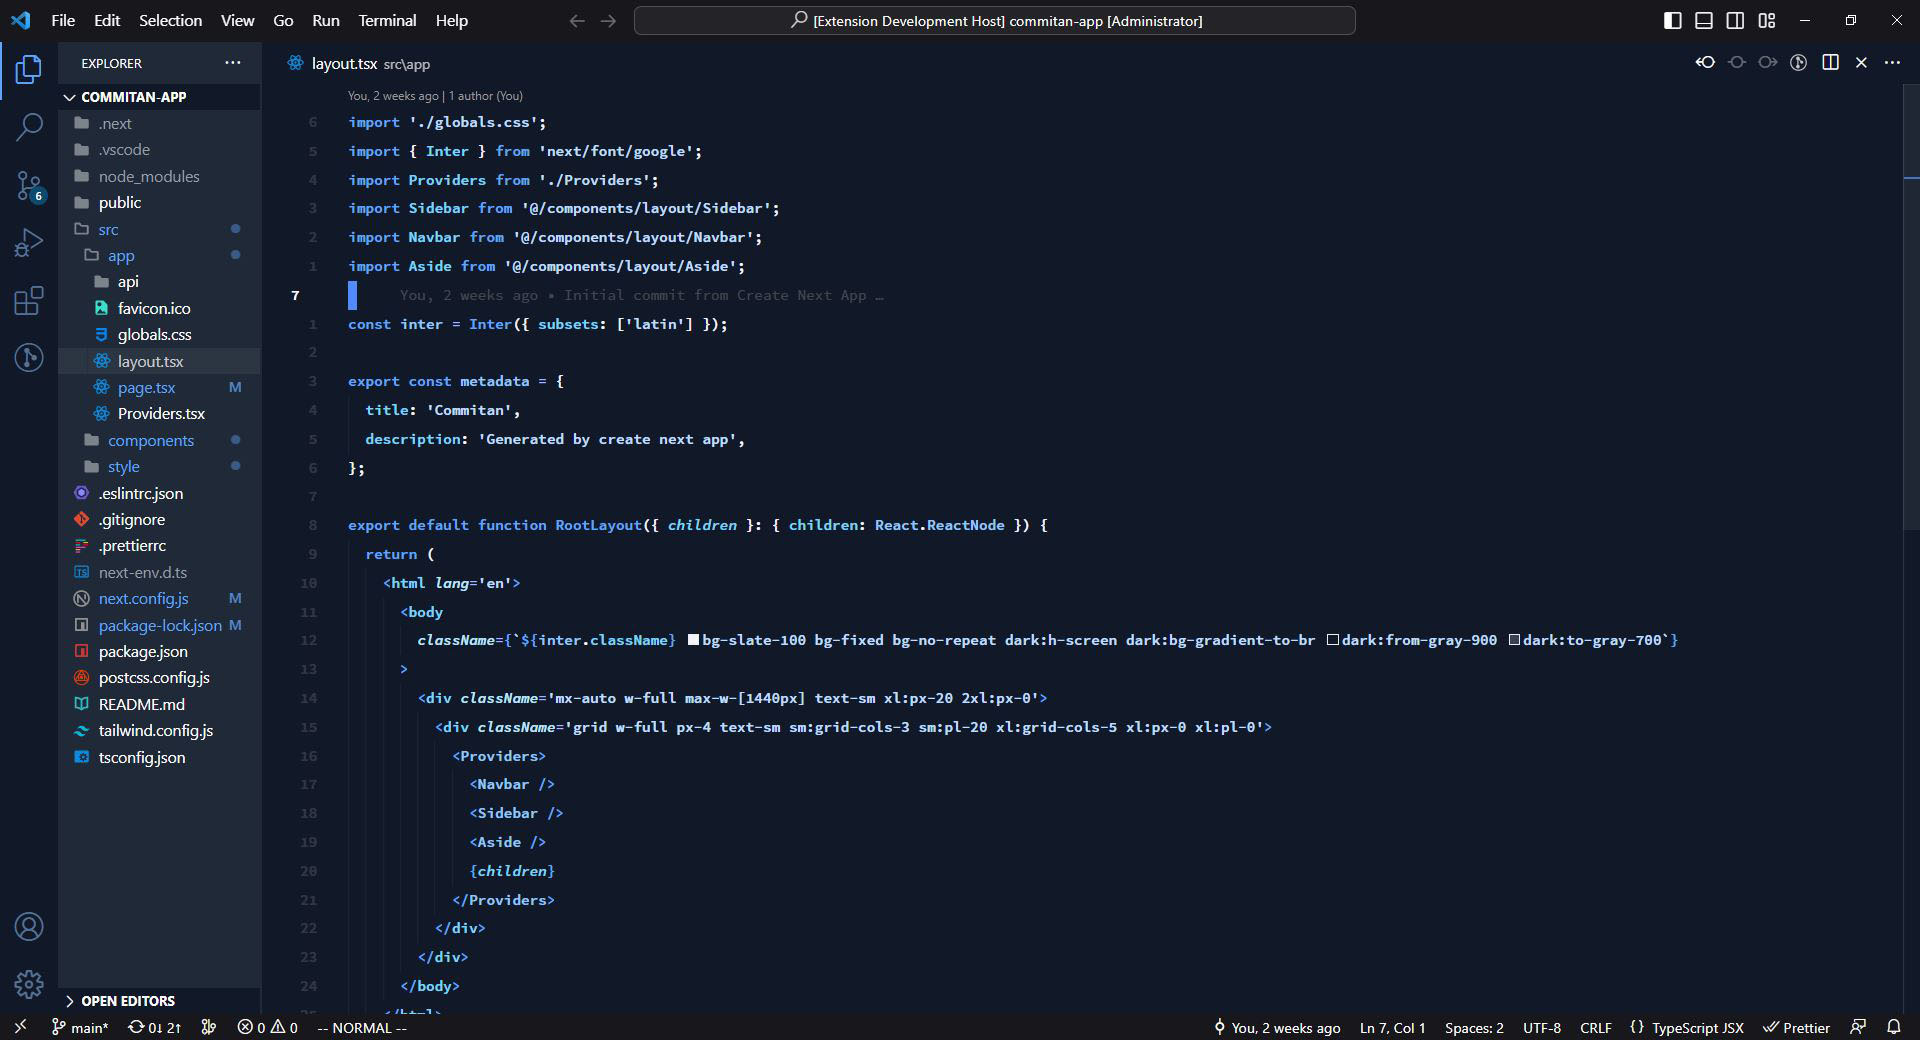 File Edit Selection View Go Run Terminal Help
[Extension Development Host] commitan-app [Administrator]
EXPLORER
COMMITAN-APP
.next
.vscode
node_modules
public
src
app
api
favicon.ico
globals.css
layout.tsx
page.tsx M
Providers.tsx
components
style
.eslintrc.json
.gitignore
.prettierrc
TS next-env.d.ts
next.config.js M
package-lock.json M
package.json
postcss.config.js
README.md
tailwind.config.js
tsconfig.json
OPEN EDITORS
6
layout.tsx src\app
You, 2 weeks ago | 1 author (You)
6 import './globals.css';
5 import { Inter } from 'next/font/google';
4 import Providers from './Providers';
3 import Sidebar from '@/components/layout/Sidebar';
2 import Navbar from '@/components/layout/Navbar';
1 import Aside from '@/components/layout/Aside';
7 You, 2 weeks ago • Initial commit from Create Next App …
1 const inter = Inter({ subsets: ['latin'] });
2
3 export const metadata = {
4 title: 'Commitan',
5 description: 'Generated by create next app',
6 };
7
8 export default function RootLayout({ children }: { children: React.ReactNode }) {
9 return (
10 <html lang='en'>
11 <body
12 className={`${inter.className} bg-slate-100 bg-fixed bg-no-repeat dark:h-screen dark:bg-gradient-to-br dark:from-gray-900 dark:to-gray-700`}
13 >
14 <div className='mx-auto w-full max-w-[1440px] text-sm xl:px-20 2xl:px-0'>
15 <div className='grid w-full px-4 text-sm sm:grid-cols-3 sm:pl-20 xl:grid-cols-5 xl:px-0 xl:pl-0'>
16 <Providers>
17 <Navbar />
18 <Sidebar />
19 <Aside />
20 {children}
21 </Providers>
22 </div>
23 </div>
24 </body>
25 </html>
main* 0↓ 2↑ 0 0 -- NORMAL --
You, 2 weeks ago Ln 7, Col 1 Spaces: 2 UTF-8 CRLF {} TypeScript JSX Prettier